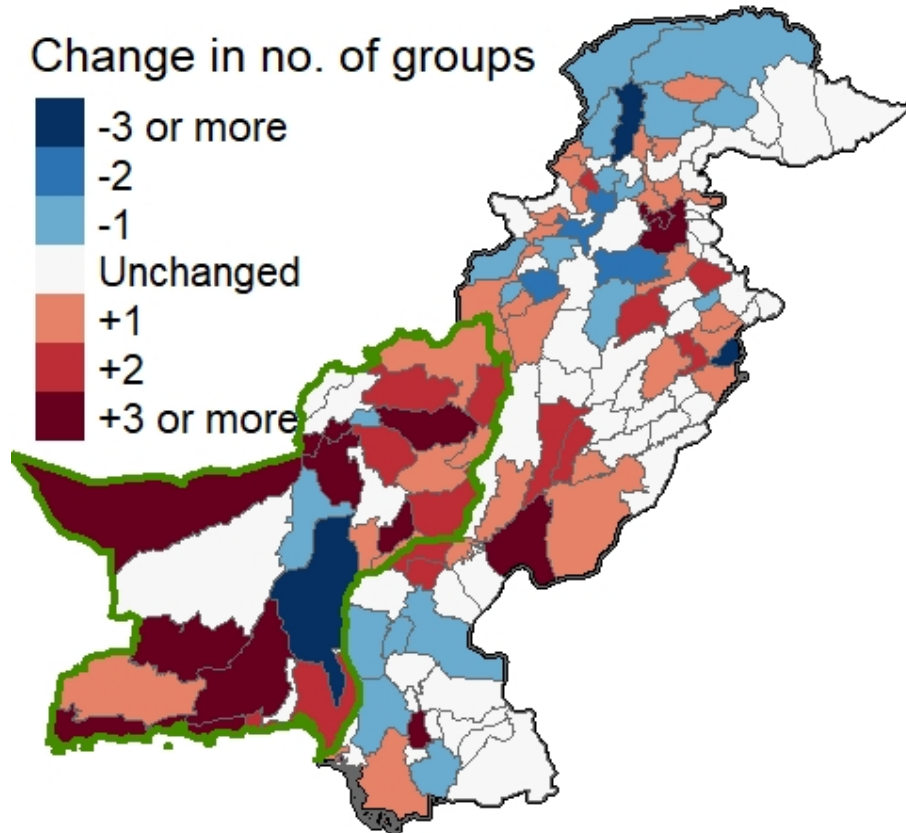 Change in no. of groups
-3 or more
-2
-1
Unchanged
+1
+2
+3 or more